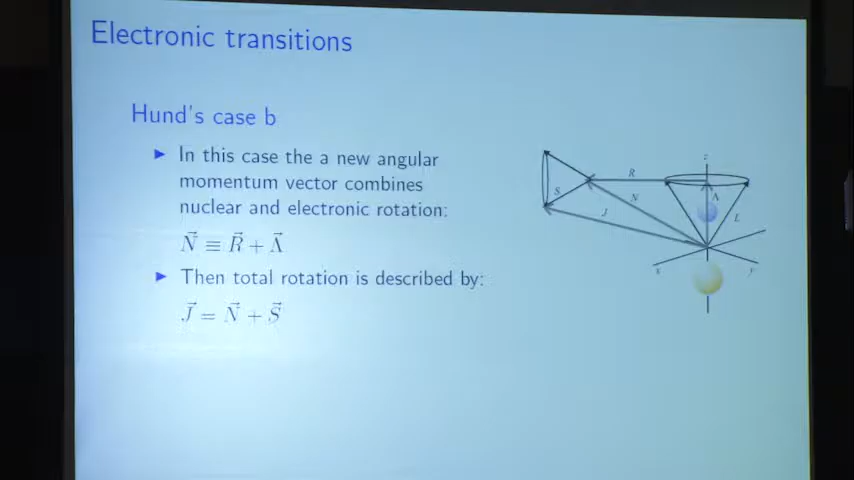 Electronic transitions
Hund's case b
► In this case the a new angular
momentum vector combines
nuclear and electronic rotation:
N⃗ ≡ R⃗ + Λ⃗
► Then total rotation is described by:
J⃗ = N⃗ + S⃗
z
R
S
N
Λ
J
L
x
y